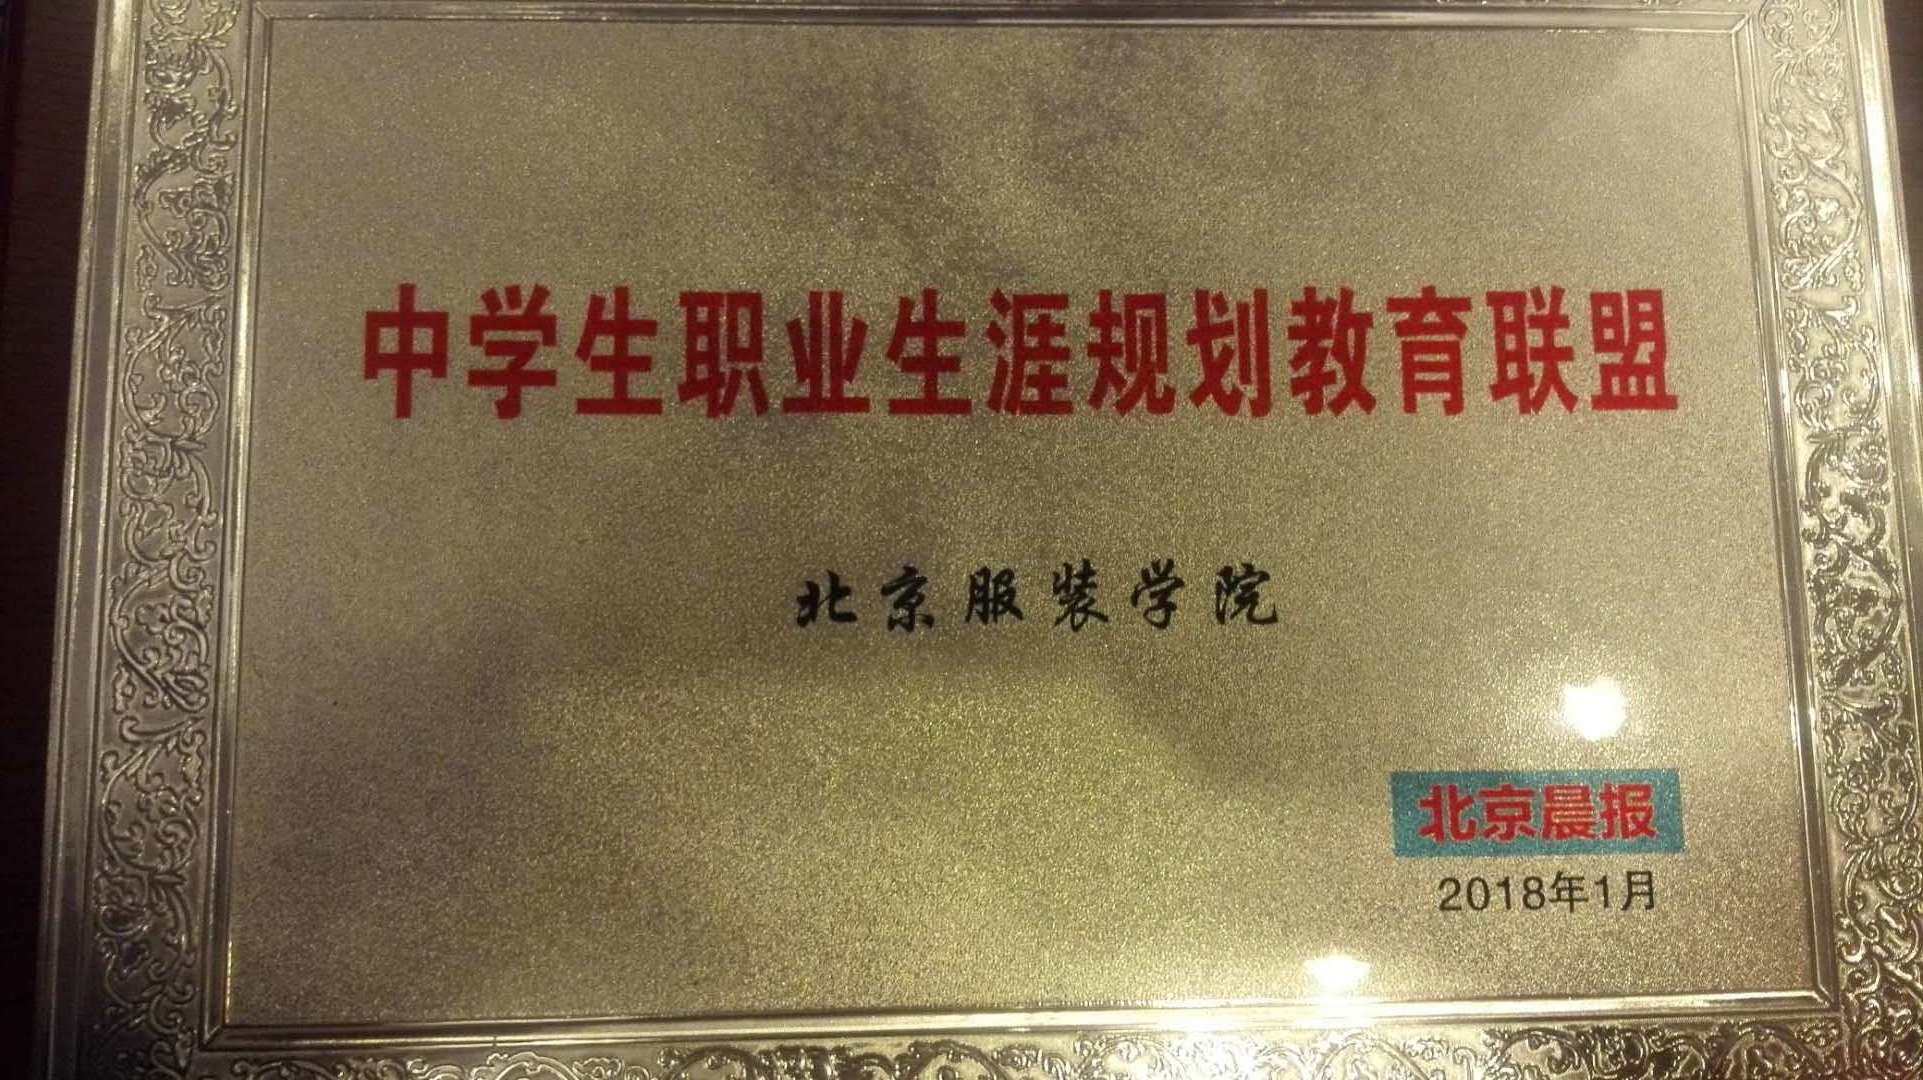 中学生职业生涯规划教育联盟
北京服装学院
北京晨报
2018年1月